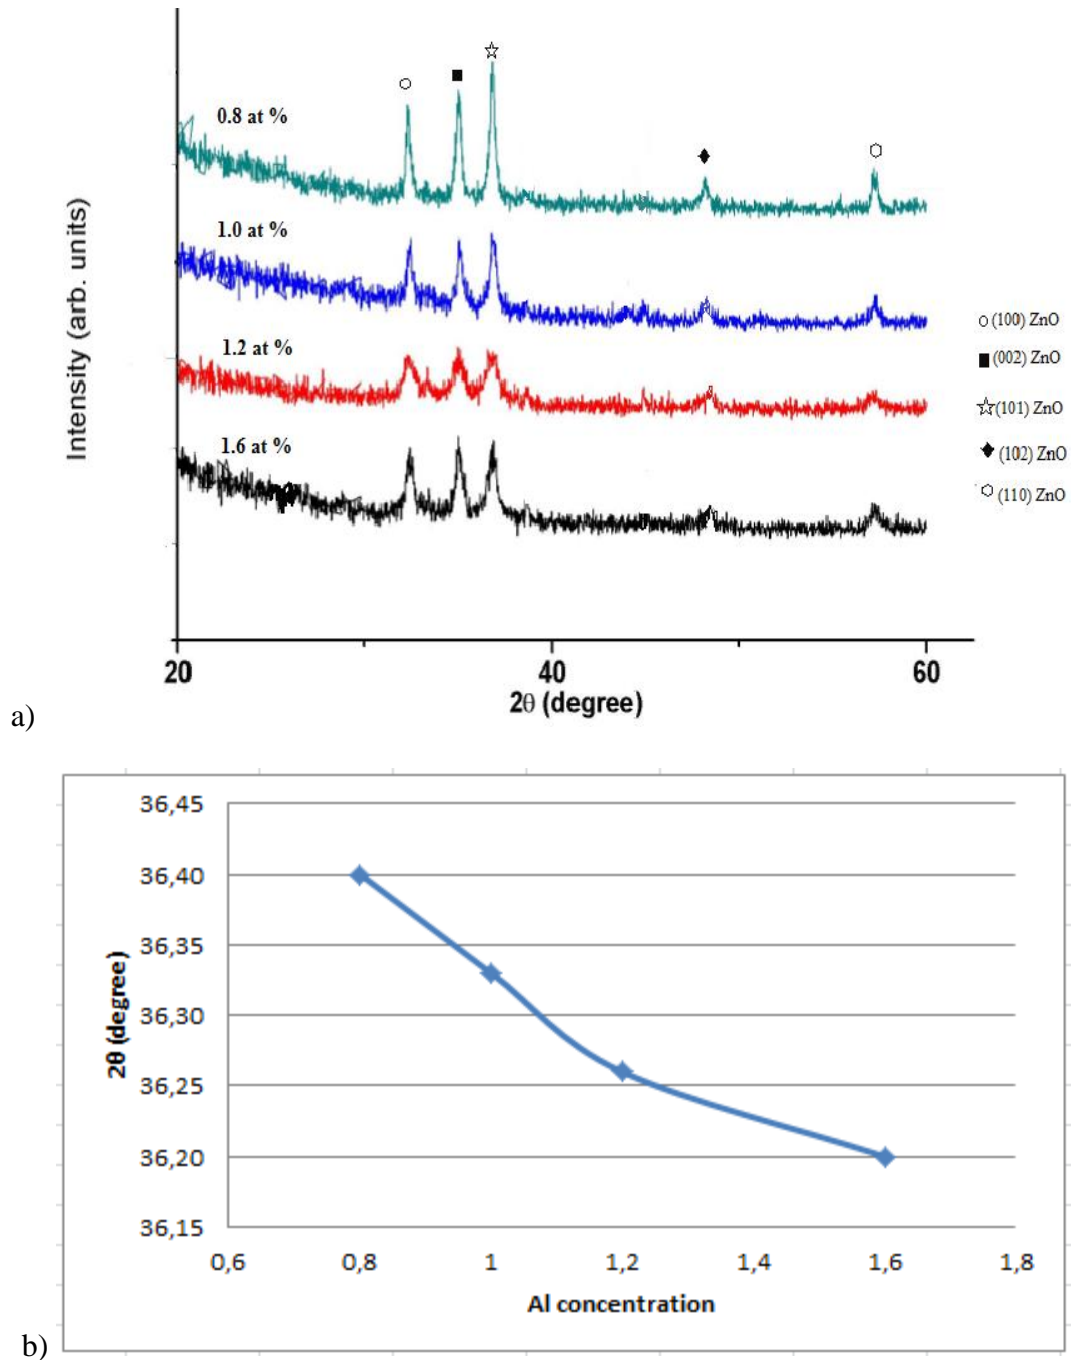 0.8 at %
1.0 at %
1.2 at %
1.6 at %
Intensity (arb. units)
○ (100) ZnO
■ (002) ZnO
☆ (101) ZnO
◆ (102) ZnO
⬡ (110) ZnO
20 40 60
2θ (degree)
a)
36,45
36,40
36,35
36,30
36,25
36,20
36,15
2θ (degree)
0,6 0,8 1 1,2 1,4 1,6 1,8
Al concentration
b)